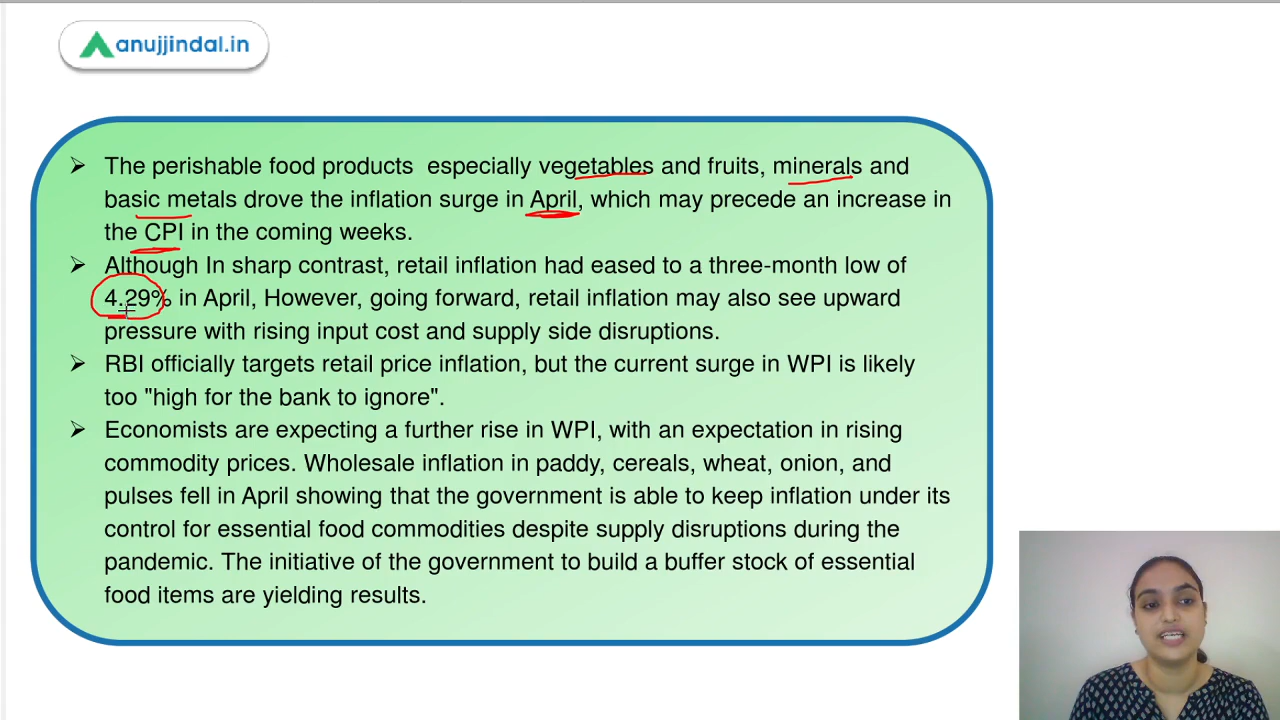 anujjindal.in
➢ The perishable food products especially vegetables and fruits, minerals and
basic metals drove the inflation surge in April, which may precede an increase in
the CPI in the coming weeks.
➢ Although In sharp contrast, retail inflation had eased to a three-month low of
4.29% in April, However, going forward, retail inflation may also see upward
pressure with rising input cost and supply side disruptions.
➢ RBI officially targets retail price inflation, but the current surge in WPI is likely
too "high for the bank to ignore".
➢ Economists are expecting a further rise in WPI, with an expectation in rising
commodity prices. Wholesale inflation in paddy, cereals, wheat, onion, and
pulses fell in April showing that the government is able to keep inflation under its
control for essential food commodities despite supply disruptions during the
pandemic. The initiative of the government to build a buffer stock of essential
food items are yielding results.